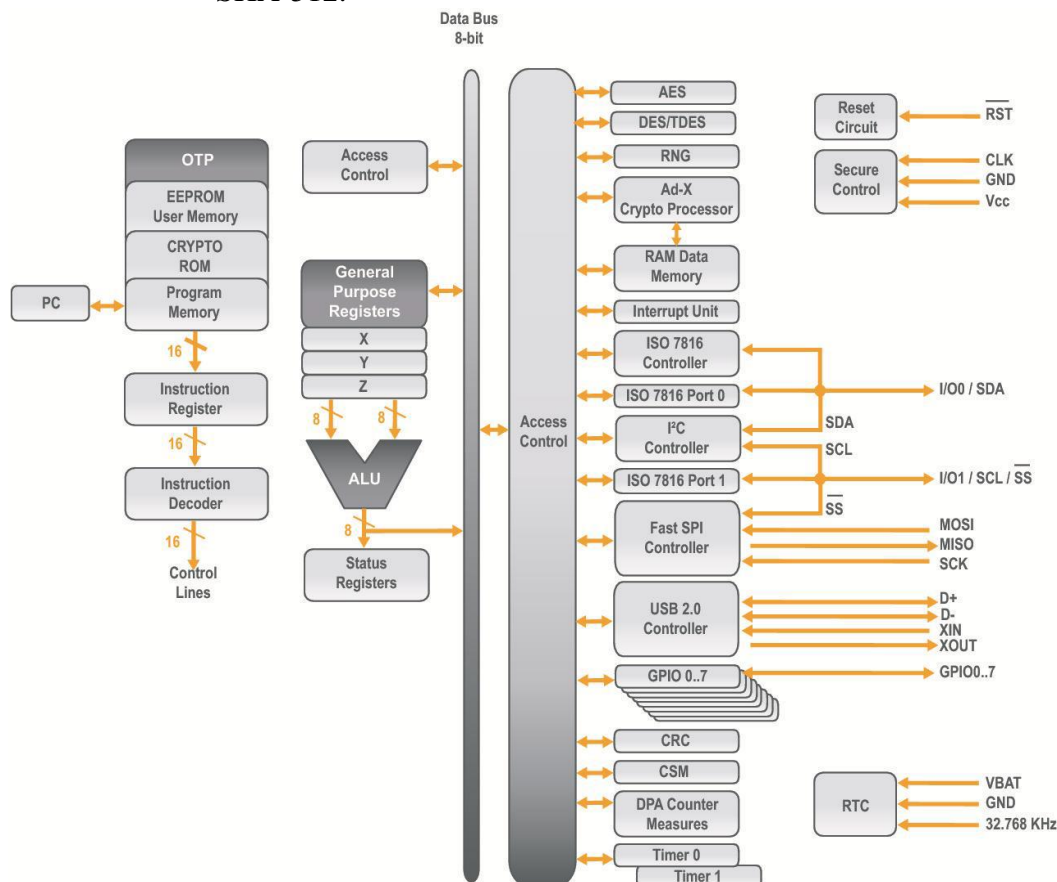 Data Bus
8-bit
OTP
EEPROM
User Memory
CRYPTO
ROM
Program
Memory
PC
16
Instruction
Register
16
Instruction
Decoder
16
Control
Lines
Access
Control
General
Purpose
Registers
X
Y
Z
8
8
ALU
8
Status
Registers
Access
Control
AES
DES/TDES
RNG
Ad-X
Crypto Processor
RAM Data
Memory
Interrupt Unit
ISO 7816
Controller
ISO 7816 Port 0
I²C
Controller
ISO 7816 Port 1
Fast SPI
Controller
USB 2.0
Controller
GPIO 0..7
CRC
CSM
DPA Counter
Measures
Timer 0
Timer 1
Reset
Circuit
RST
Secure
Control
CLK
GND
Vcc
I/O0 / SDA
SDA
SCL
I/O1 / SCL / SS
SS
MOSI
MISO
SCK
D+
D-
XIN
XOUT
GPIO0..7
RTC
VBAT
GND
32.768 KHz